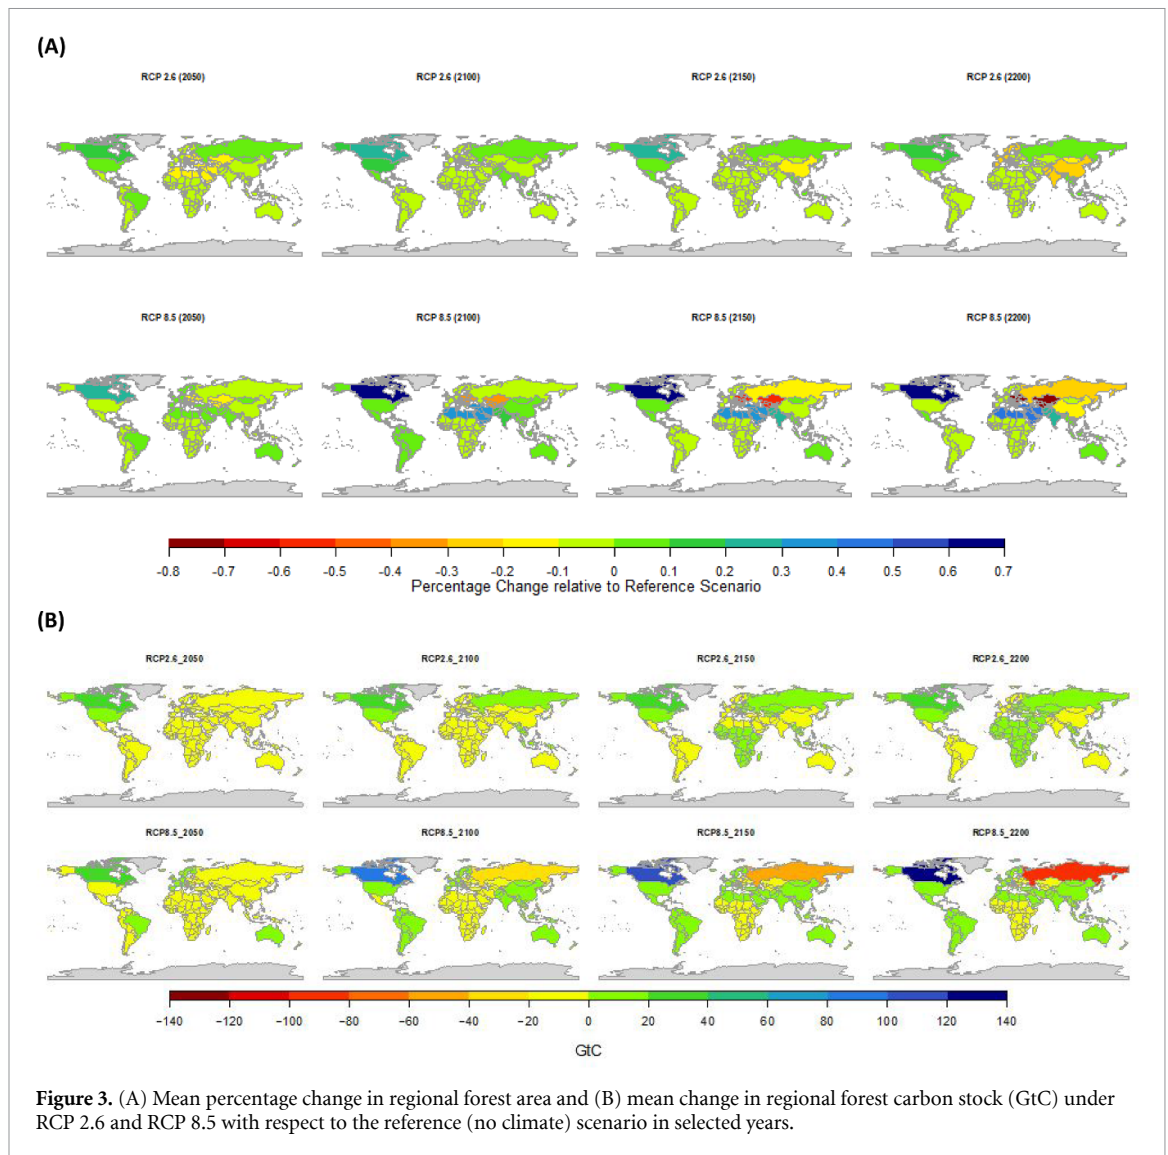 (A)
RCP 2.6 (2050)
RCP 2.6 (2100)
RCP 2.6 (2150)
RCP 2.6 (2200)
RCP 8.5 (2050)
RCP 8.5 (2100)
RCP 8.5 (2150)
RCP 8.5 (2200)
-0.8 -0.7 -0.6 -0.5 -0.4 -0.3 -0.2 -0.1 0 0.1 0.2 0.3 0.4 0.5 0.6 0.7
Percentage Change relative to Reference Scenario
(B)
RCP2.6_2050
RCP2.6_2100
RCP2.6_2150
RCP2.6_2200
RCP8.5_2050
RCP8.5_2100
RCP8.5_2150
RCP8.5_2200
−140 −120 −100 −80 −60 −40 −20 0 20 40 60 80 100 120 140
GtC
Figure 3. (A) Mean percentage change in regional forest area and (B) mean change in regional forest carbon stock (GtC) under
RCP 2.6 and RCP 8.5 with respect to the reference (no climate) scenario in selected years.